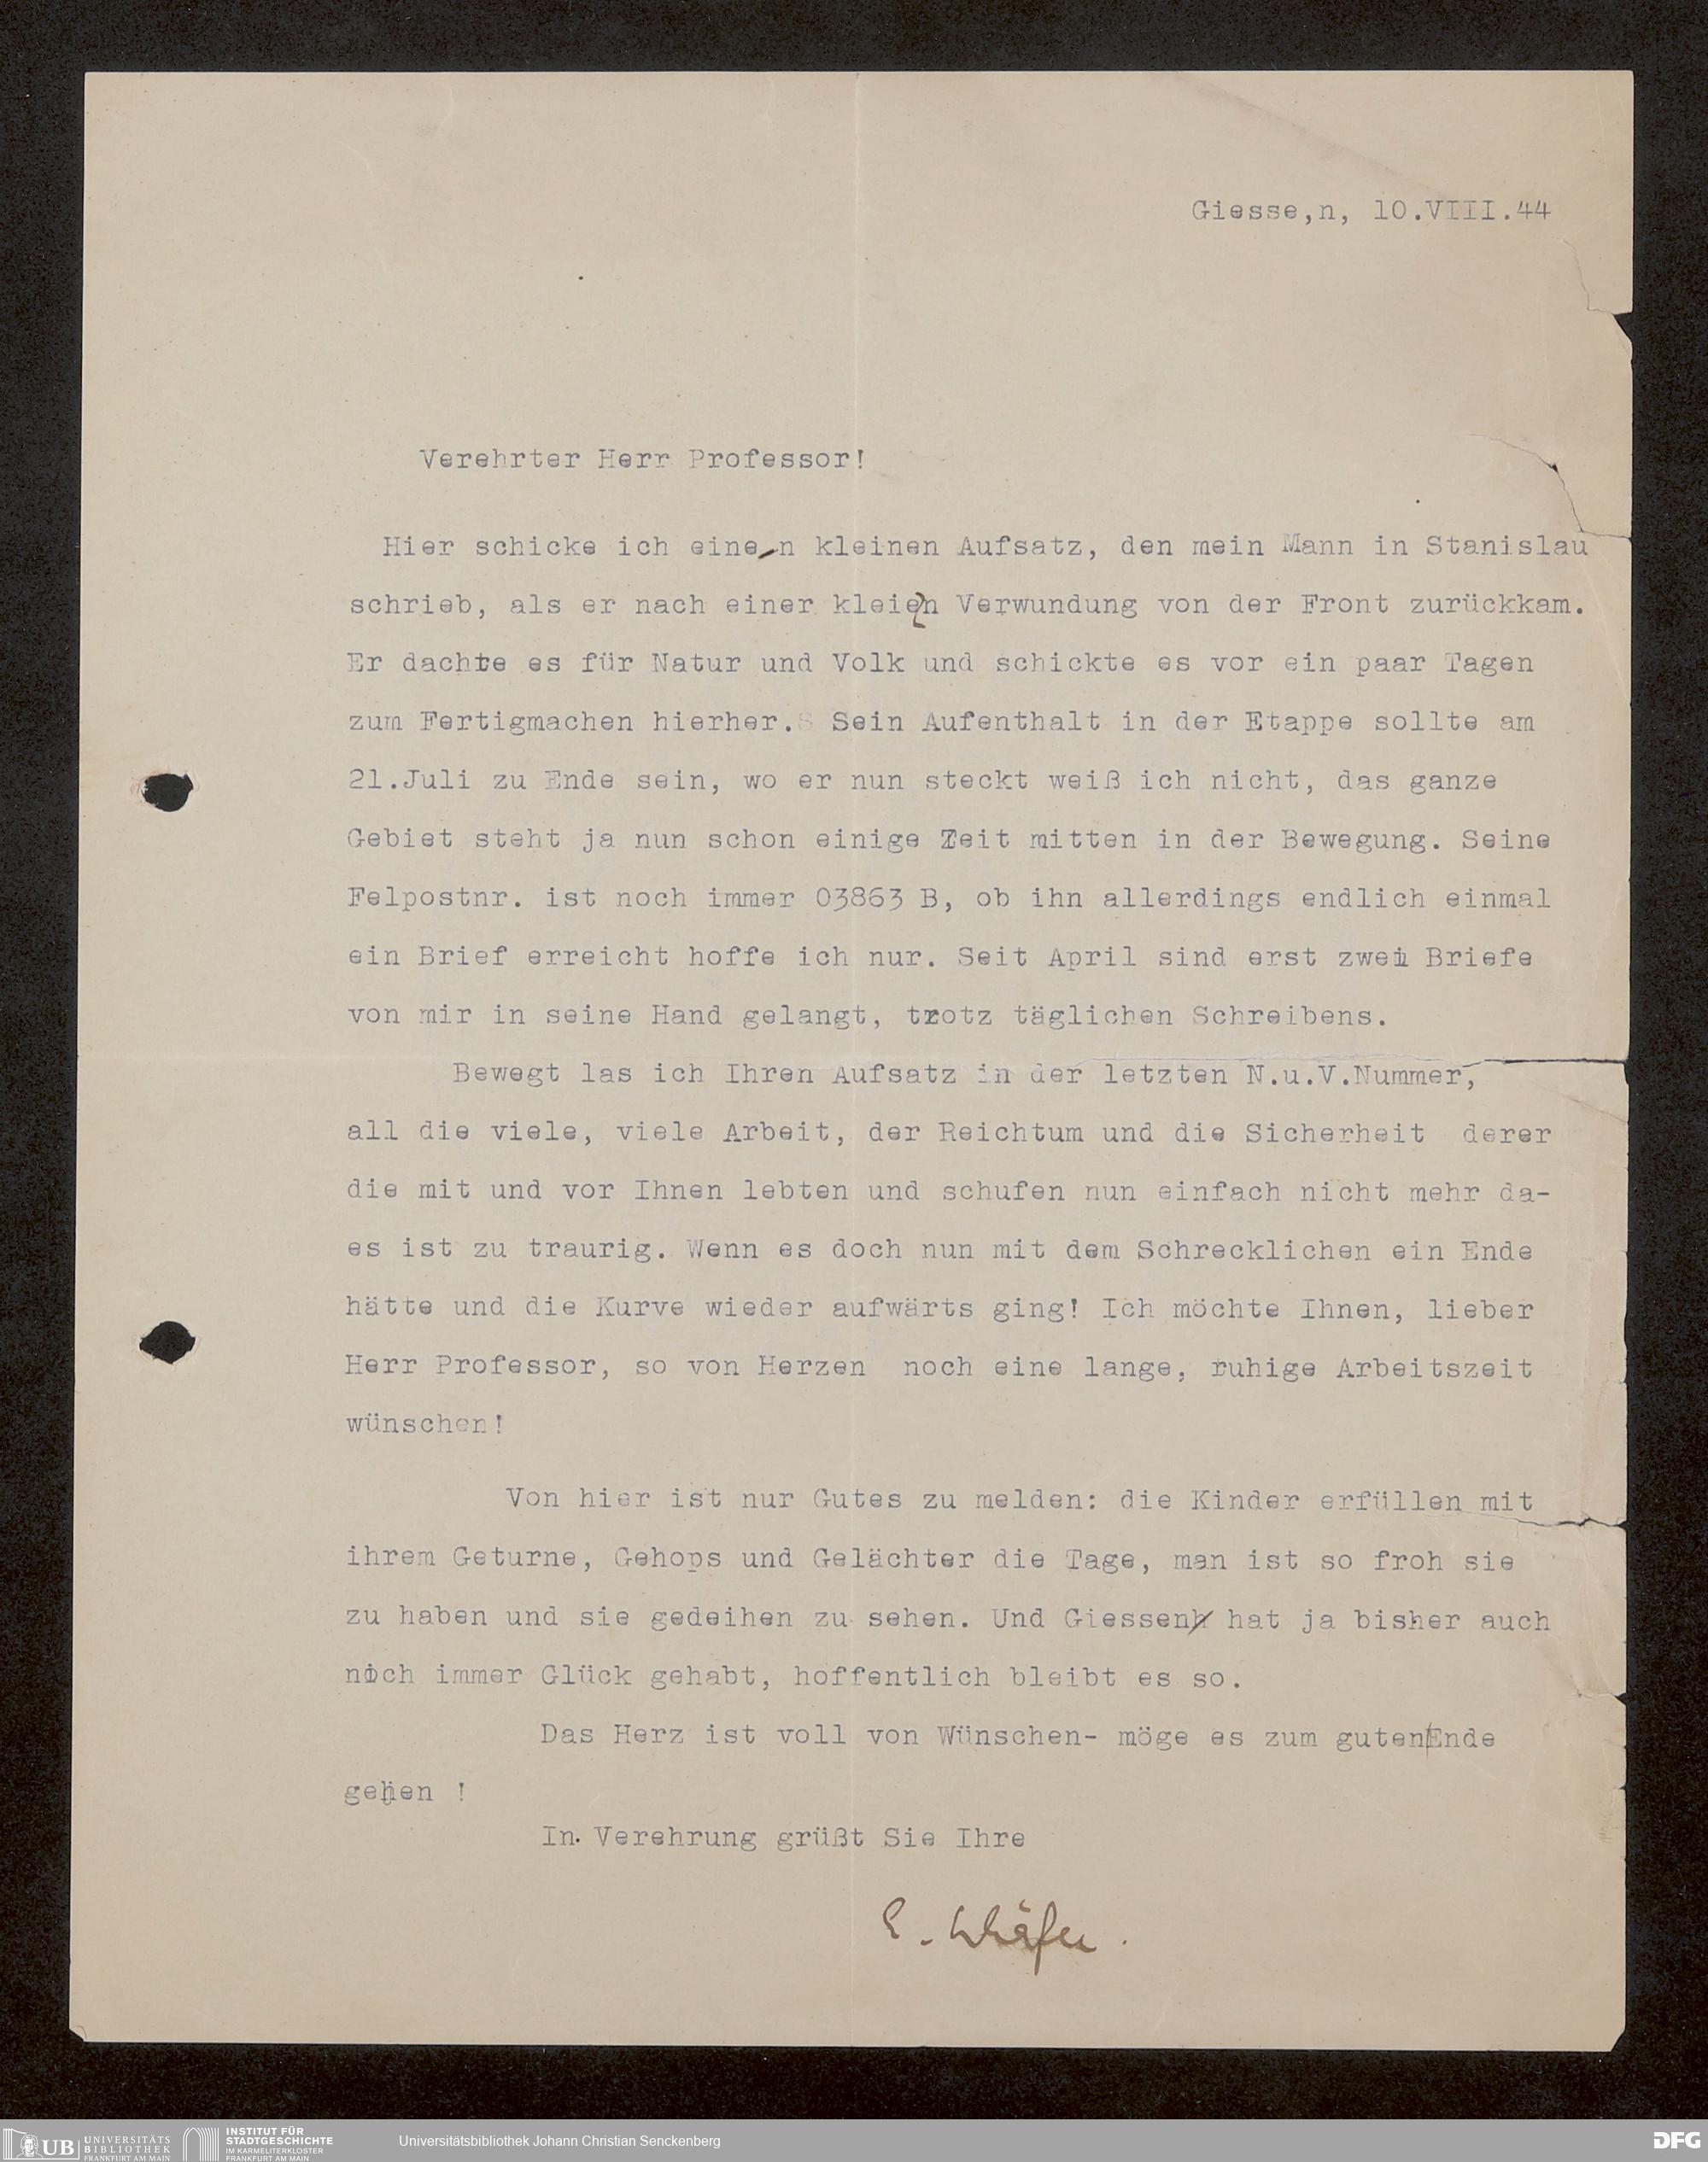 Giesse,n, 10.VIII.44
Verehrter Herr Professor!
Hier schicke ich eine n kleinen Aufsatz, den mein Mann in Stanislau
schrieb, als er nach einer kleien Verwundung von der Front zurückkam.
Er dachte es für Natur und Volk und schickte es vor ein paar Tagen
zum Fertigmachen hierher. Sein Aufenthalt in der Etappe sollte am
21.Juli zu Ende sein, wo er nun steckt weiß ich nicht, das ganze
Gebiet steht ja nun schon einige Zeit mitten in der Bewegung. Seine
Felpostnr. ist noch immer 03863 B, ob ihn allerdings endlich einmal
ein Brief erreicht hoffe ich nur. Seit April sind erst zwei Briefe
von mir in seine Hand gelangt, trotz täglichen Schreibens.
Bewegt las ich Ihren Aufsatz in der letzten N.u.V.Nummer,
all die viele, viele Arbeit, der Reichtum und die Sicherheit derer
die mit und vor Ihnen lebten und schufen nun einfach nicht mehr da-
es ist zu traurig. Wenn es doch nun mit dem Schrecklichen ein Ende
hätte und die Kurve wieder aufwärts ging! Ich möchte Ihnen, lieber
Herr Professor, so von Herzen noch eine lange, ruhige Arbeitszeit
wünschen!
Von hier ist nur Gutes zu melden: die Kinder erfüllen mit
ihrem Geturne, Gehops und Gelächter die Tage, man ist so froh sie
zu haben und sie gedeihen zu sehen. Und Giessen hat ja bisher auch
noch immer Glück gehabt, hoffentlich bleibt es so.
Das Herz ist voll von Wünschen- möge es zum guten Ende
gehen !
In. Verehrung grüßt Sie Ihre
E. Schäfer.
UB UNIVERSITÄTS BIBLIOTHEK FRANKFURT AM MAIN
INSTITUT FÜR STADTGESCHICHTE IM KARMELITERKLOSTER FRANKFURT AM MAIN
Universitätsbibliothek Johann Christian Senckenberg
DFG